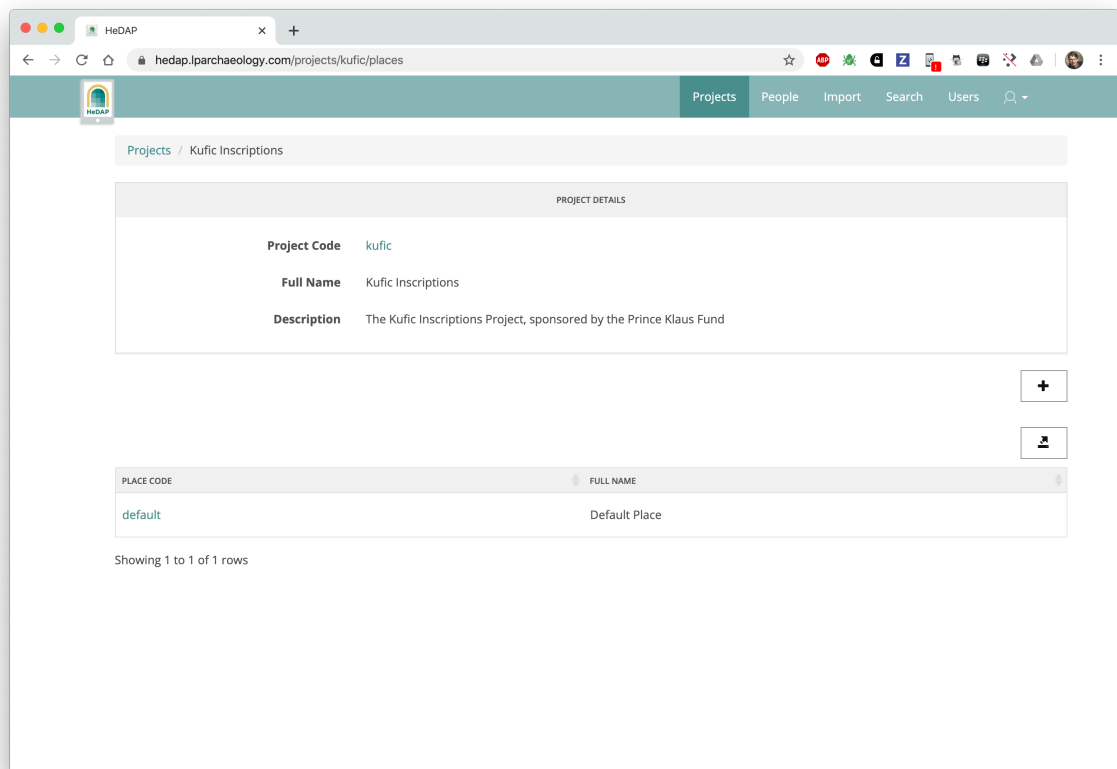 HeDAP
hedap.lparchaeology.com/projects/kufic/places
ABP
Z
HeDAP
Projects People Import Search Users
Projects / Kufic Inscriptions
PROJECT DETAILS
Project Code kufic
Full Name Kufic Inscriptions
Description The Kufic Inscriptions Project, sponsored by the Prince Klaus Fund
PLACE CODE FULL NAME
default Default Place
Showing 1 to 1 of 1 rows